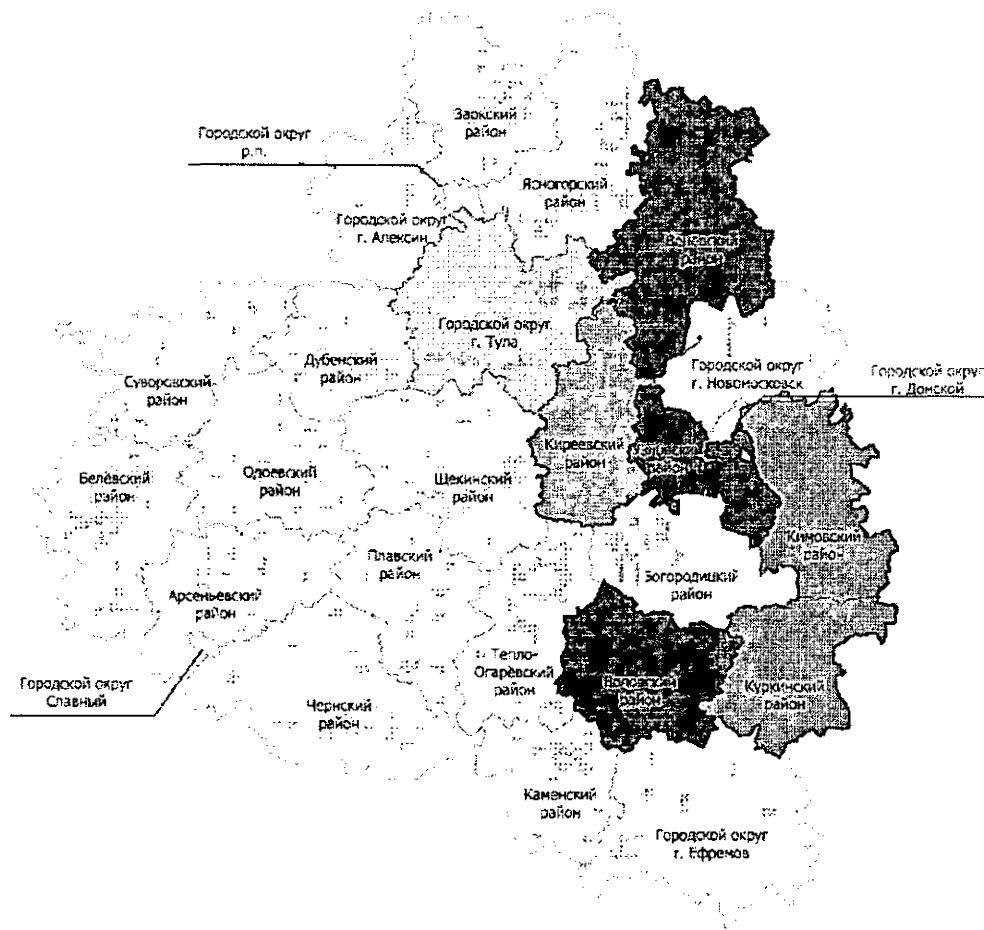 Заокский
район
Городской округ
р.п.
Ясногорский
район
Городской округ
г. Алексин
Венёвский
район
Городской округ
г. Тула
Дубенский
район
Городской округ
г. Новомосковск
Городской округ
г. Донской
Суворовский
район
Киреевский
район
Узловский
район
Белёвский
район
Одоевский
район
Щекинский
район
Кимовский
район
Плавский
район
Богородицкий
район
Арсеньевский
район
Тепло-
Огарёвский
район
Воловский
район
Куркинский
район
Городской округ
Славный
Чернский
район
Каменский
район
Городской округ
г. Ефремов